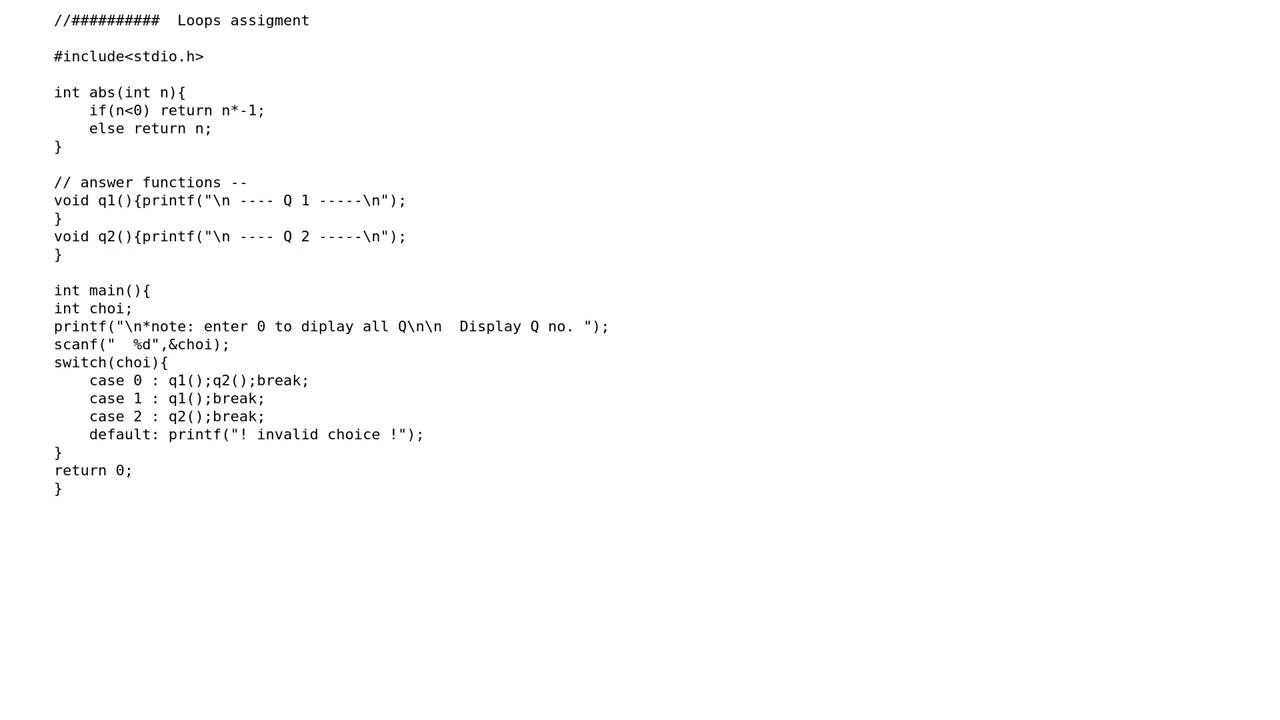 //##########  Loops assigment

#include<stdio.h>

int abs(int n){
    if(n<0) return n*-1;
    else return n;
}

// answer functions --
void q1(){printf("\n ---- Q 1 -----\n");
}
void q2(){printf("\n ---- Q 2 -----\n");
}

int main(){
int choi;
printf("\n*note: enter 0 to diplay all Q\n\n  Display Q no. ");
scanf("  %d",&choi);
switch(choi){
    case 0 : q1();q2();break;
    case 1 : q1();break;
    case 2 : q2();break;
    default: printf("! invalid choice !");
}
return 0;
}